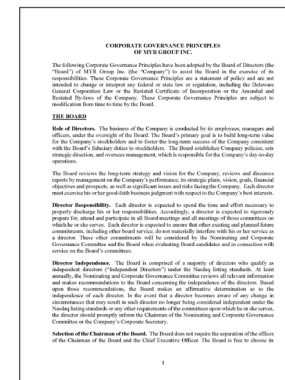 CORPORATE GOVERNANCE PRINCIPLES
OF MYR GROUP INC.
The following Corporate Governance Principles have been adopted by the Board of Directors (the
"Board") of MYR Group Inc. (the "Company") to assist the Board in the exercise of its
responsibilities. These Corporate Governance Principles are a statement of policy and are not
intended to change or interpret any federal or state law or regulation, including the Delaware
General Corporation Law or the Restated Certificate of Incorporation or the Amended and
Restated By-laws of the Company. These Corporate Governance Principles are subject to
modification from time to time by the Board.
THE BOARD
Role of Directors. The business of the Company is conducted by its employees, managers and
officers, under the oversight of the Board. The Board's primary goal is to build long-term value
for the Company's stockholders and to foster the long-term success of the Company consistent
with the Board's fiduciary duties to stockholders. The Board establishes Company policies, sets
strategic direction, and oversees management, which is responsible for the Company's day-to-day
operations.
The Board reviews the long-term strategy and vision for the Company, reviews and discusses
reports by management on the Company's performance, its strategic plans, vision, goals, financial
objectives and prospects, as well as significant issues and risks facing the Company. Each director
must exercise his or her good-faith business judgment with respect to the Company's best interests.
Director Responsibility. Each director is expected to spend the time and effort necessary to
properly discharge his or her responsibilities. Accordingly, a director is expected to rigorously
prepare for, attend and participate in all Board meetings and all meetings of those committees on
which he or she serves. Each director is expected to ensure that other existing and planned future
commitments, including other board service, do not materially interfere with his or her service as
a director. These other commitments will be considered by the Nominating and Corporate
Governance Committee and the Board when evaluating Board candidates and in connection with
service on the Board's committees.
Director Independence. The Board is comprised of a majority of directors who qualify as
independent directors ("Independent Directors") under the Nasdaq listing standards. At least
annually, the Nominating and Corporate Governance Committee reviews all relevant information
and makes recommendations to the Board concerning the independence of the directors. Based
upon those recommendations, the Board makes an affirmative determination as to the
independence of each director. In the event that a director becomes aware of any change in
circumstances that may result in such director no longer being considered independent under the
Nasdaq listing standards or any other requirements of the committees upon which he or she serves,
the director should promptly inform the Chairman of the Nominating and Corporate Governance
Committee or the Company's Corporate Secretary.
Selection of the Chairman of the Board. The Board does not require the separation of the offices
of the Chairman of the Board and the Chief Executive Officer. The Board is free to choose its
1